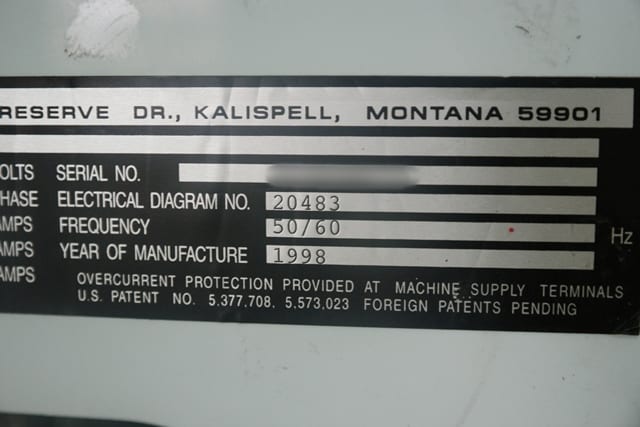 RESERVE DR., KALISPELL, MONTANA 59901
OLTS SERIAL NO.
HASE ELECTRICAL DIAGRAM NO. 20483
AMPS FREQUENCY 50/60 Hz
AMPS YEAR OF MANUFACTURE 1998
AMPS OVERCURRENT PROTECTION PROVIDED AT MACHINE SUPPLY TERMINALS
U.S. PATENT NO. 5,377,708. 5,573,023 FOREIGN PATENTS PENDING